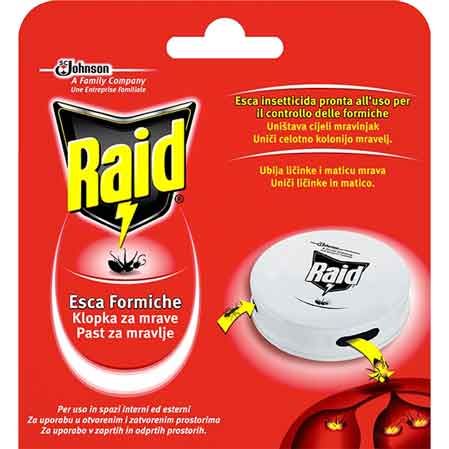 SC Johnson
A Family Company
Une Entreprise Familiale
Raid®
Esca Formiche
Klopka za mrave
Past za mravlje
Esca insetticida pronta all'uso per
il controllo delle formiche
Uništava cijeli mravinjak
Uniči celotno kolonijo mravelj.
Ubija ličinke i maticu mrava
Uniči ličinke in matico.
SC Johnson
Raid
Per uso in spazi interni ed esterni
Za uporabu u otvorenim i zatvorenim prostorima
Za uporabo v zaprtih in odprtih prostorih.